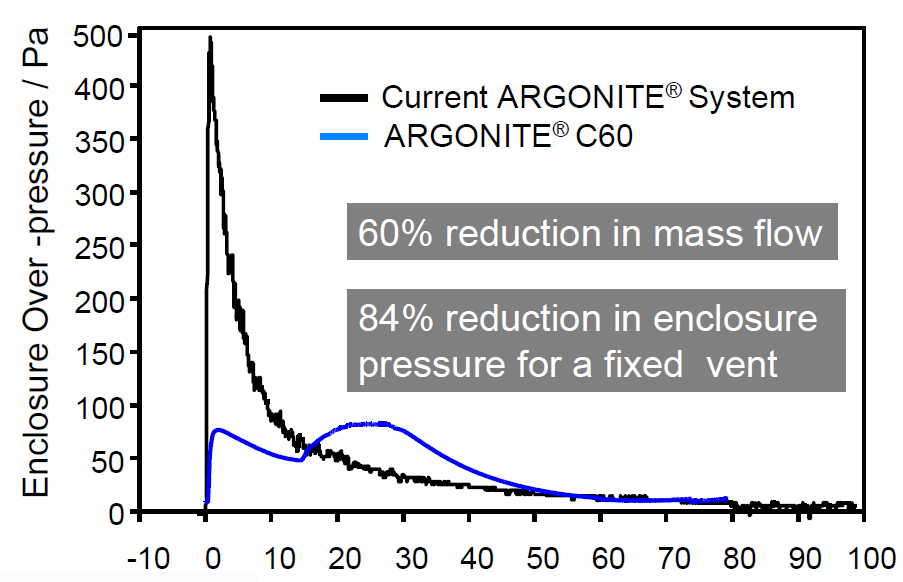 Enclosure Over -pressure / Pa
500
400
350
300
250
200
150
100
50
0
Current ARGONITE® System
ARGONITE® C60
60% reduction in mass flow
84% reduction in enclosure
pressure for a fixed vent
-10 0 10 20 30 40 50 60 70 80 90 100